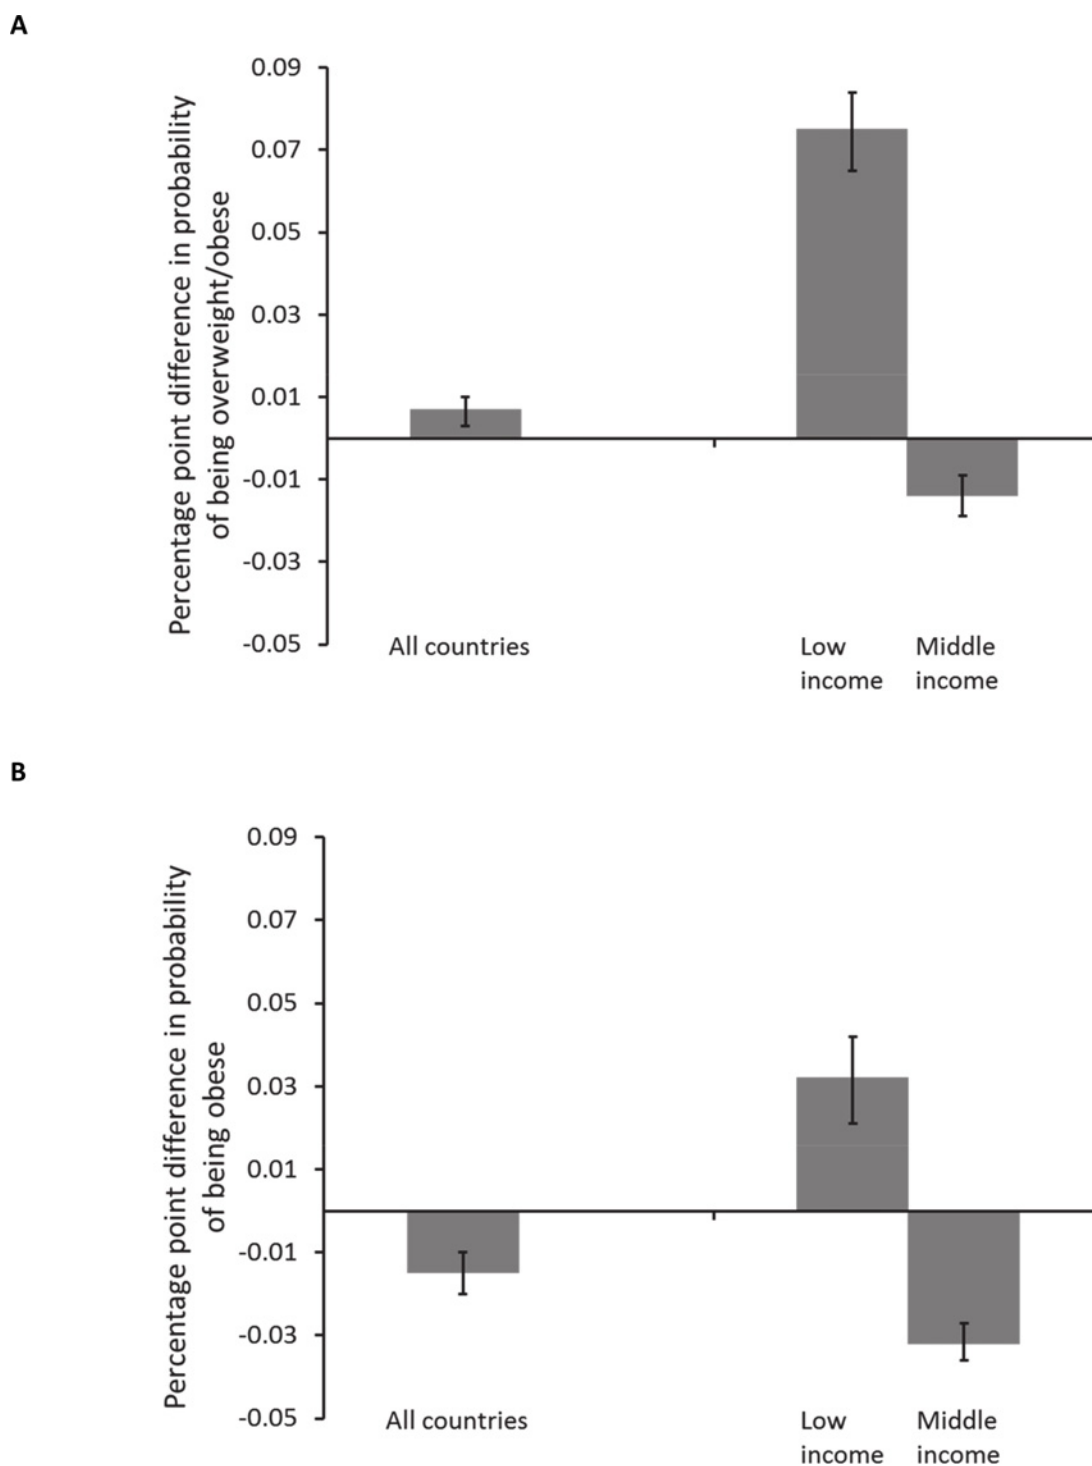 A
Percentage point difference in probability
of being overweight/obese
0.09
0.07
0.05
0.03
0.01
-0.01
-0.03
-0.05
All countries
Low
income
Middle
income
B
Percentage point difference in probability
of being obese
0.09
0.07
0.05
0.03
0.01
-0.01
-0.03
-0.05
All countries
Low
income
Middle
income